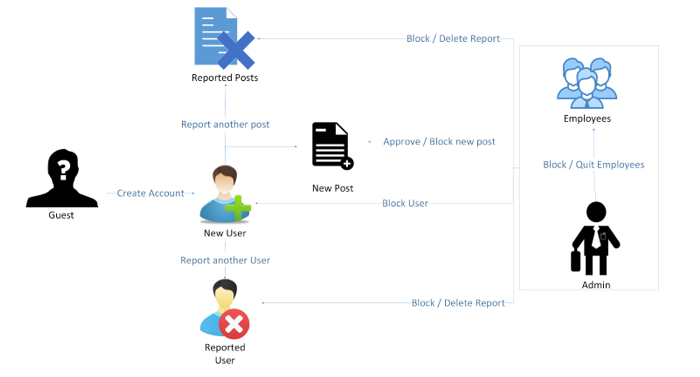 Block / Delete Report
Reported Posts
Employees
Report another post
Approve / Block new post
?
Block / Quit Employees
New Post
Create Account
Block User
Guest
New User
Report another User
Admin
Block / Delete Report
Reported
User